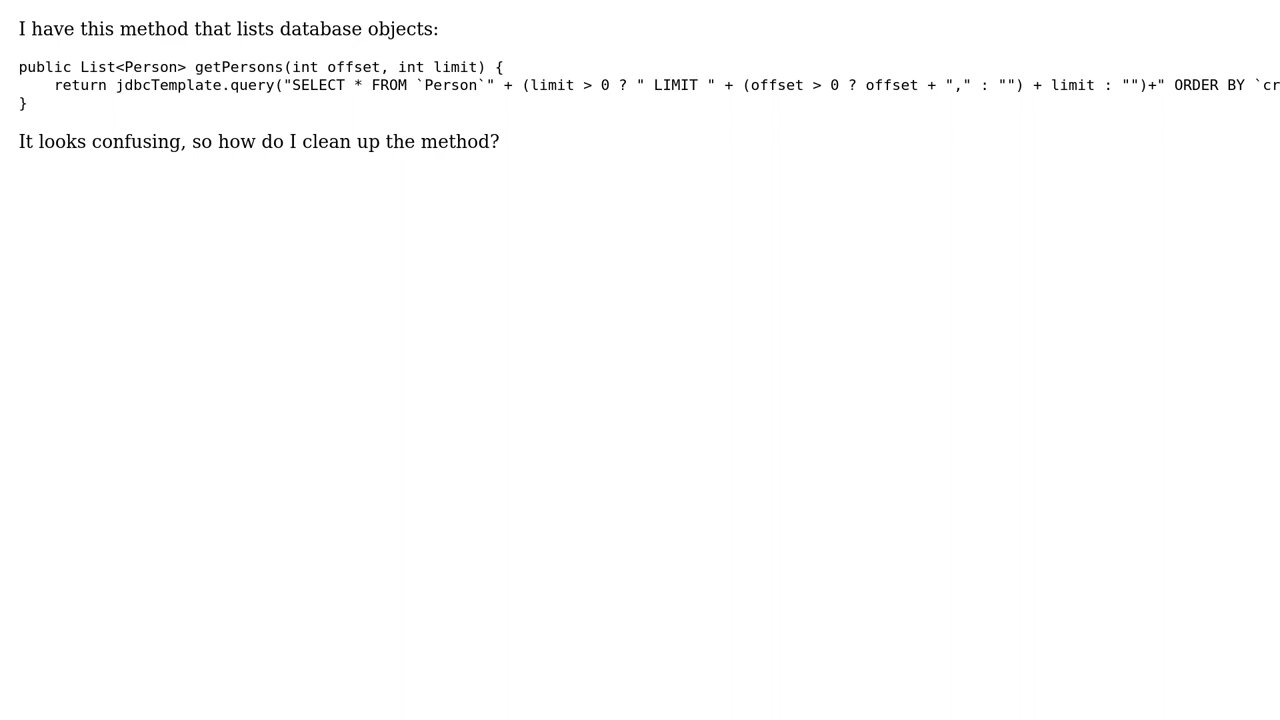 I have this method that lists database objects:
public List<Person> getPersons(int offset, int limit) {
    return jdbcTemplate.query("SELECT * FROM `Person`" + (limit > 0 ? " LIMIT " + (offset > 0 ? offset + "," : "") + limit : "")+" ORDER BY `cr
}
It looks confusing, so how do I clean up the method?